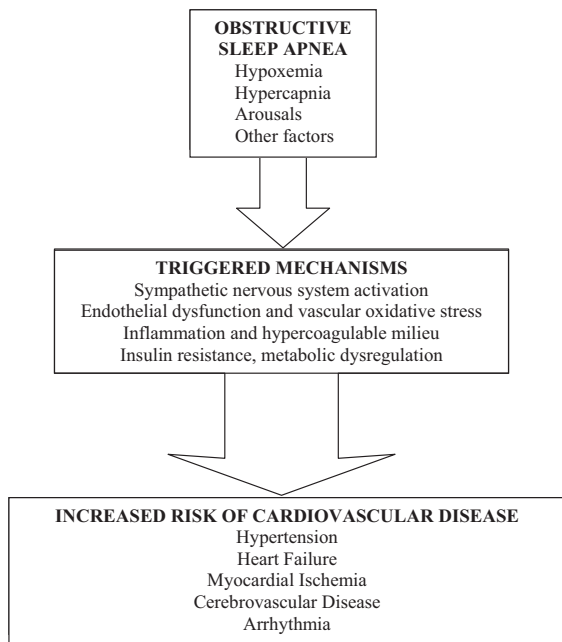 OBSTRUCTIVE
SLEEP APNEA
Hypoxemia
Hypercapnia
Arousals
Other factors
TRIGGERED MECHANISMS
Sympathetic nervous system activation
Endothelial dysfunction and vascular oxidative stress
Inflammation and hypercoagulable milieu
Insulin resistance, metabolic dysregulation
INCREASED RISK OF CARDIOVASCULAR DISEASE
Hypertension
Heart Failure
Myocardial Ischemia
Cerebrovascular Disease
Arrhythmia